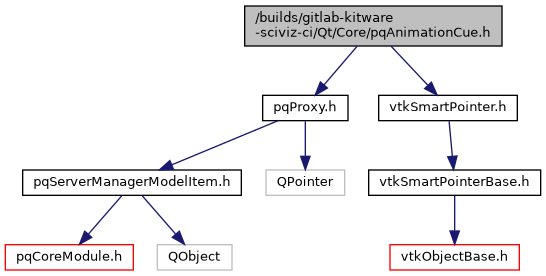 /builds/gitlab-kitware
-sciviz-ci/Qt/Core/pqAnimationCue.h
pqProxy.h
vtkSmartPointer.h
pqServerManagerModelItem.h
QPointer
vtkSmartPointerBase.h
pqCoreModule.h
QObject
vtkObjectBase.h